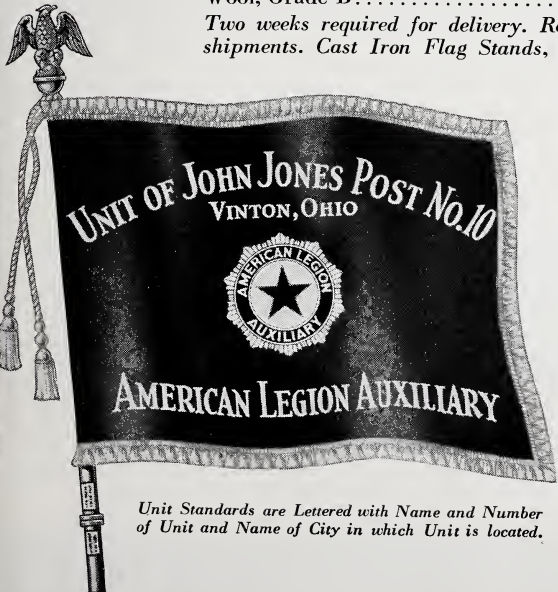 Wool, Grade B....................
Two weeks required for delivery.
shipments. Cast Iron Flag Stands,
UNIT OF JOHN JONES POST No.10
VINTON, OHIO
AMERICAN LEGION
AUXILIARY
AMERICAN LEGION AUXILIARY
Unit Standards are Lettered with Name and Number
of Unit and Name of City in which Unit is located.